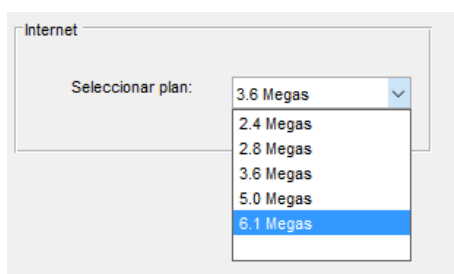 Internet
Seleccionar plan:
3.6 Megas
2.4 Megas
2.8 Megas
3.6 Megas
5.0 Megas
6.1 Megas